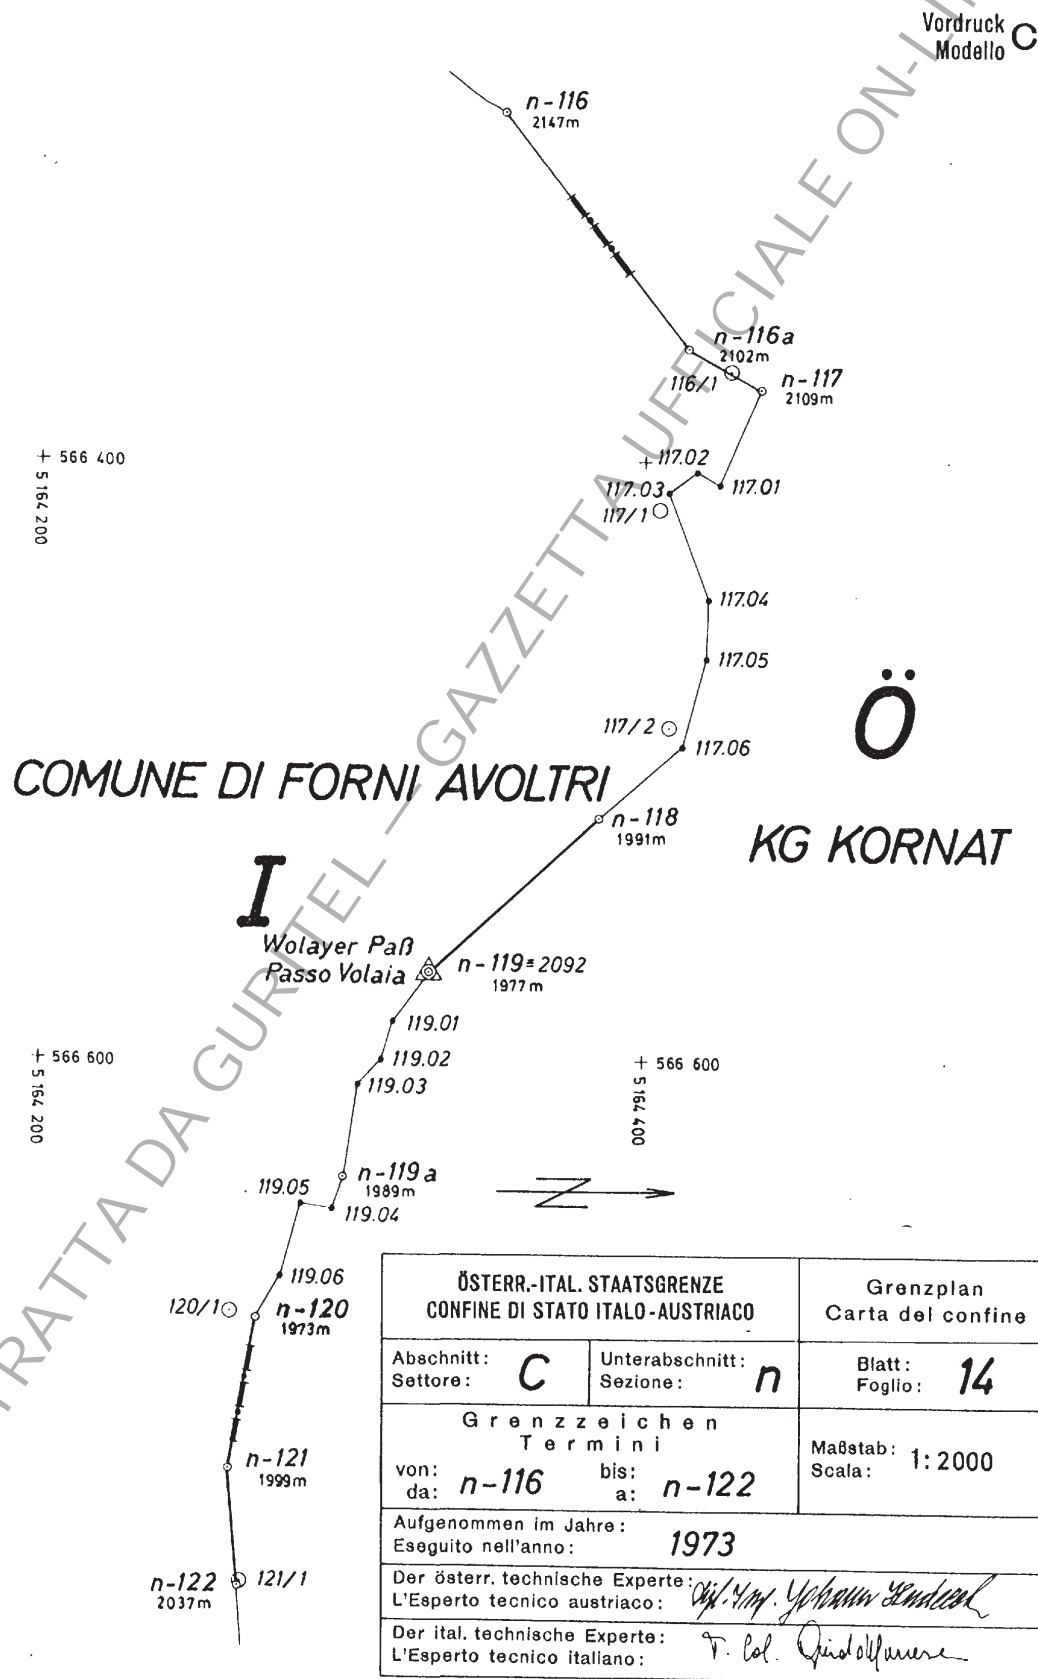 Vordruck
Modello C
n-116
2147m
n-116a
2102m
116/1
n-117
2109m
+ 566 400
5 164 200
+ 117.02
117.03
117.01
117/1
117.04
117.05
Ö
117/2
117.06
COMUNE DI FORNI AVOLTRI
n-118
1991m
KG KORNAT
I
Wolayer Paß
Passo Volaia
n-119=2092
1977m
119.01
+ 566 600
5 164 200
119.02
119.03
+ 566 600
5 164 400
n-119a
1989m
119.05
119.04
N
119.06
120/1
n-120
1973m
n-121
1999m
n-122
2037m
121/1
ÖSTERR.-ITAL. STAATSGRENZE
CONFINE DI STATO ITALO-AUSTRIACO
Grenzplan
Carta del confine
Abschnitt:
Settore: C
Unterabschnitt:
Sezione: n
Blatt:
Foglio: 14
Grenzzeichen
Termini
von:
da: n-116
bis:
a: n-122
Maßstab:
Scala: 1:2000
Aufgenommen im Jahre:
Eseguito nell'anno: 1973
Der österr. technische Experte:
L'Esperto tecnico austriaco: Dipl. Ing. Johann
Der ital. technische Experte:
L'Esperto tecnico italiano: T. Col.
TRATTA DA GURITEL — GAZZETTA UFFICIALE ON-LIN